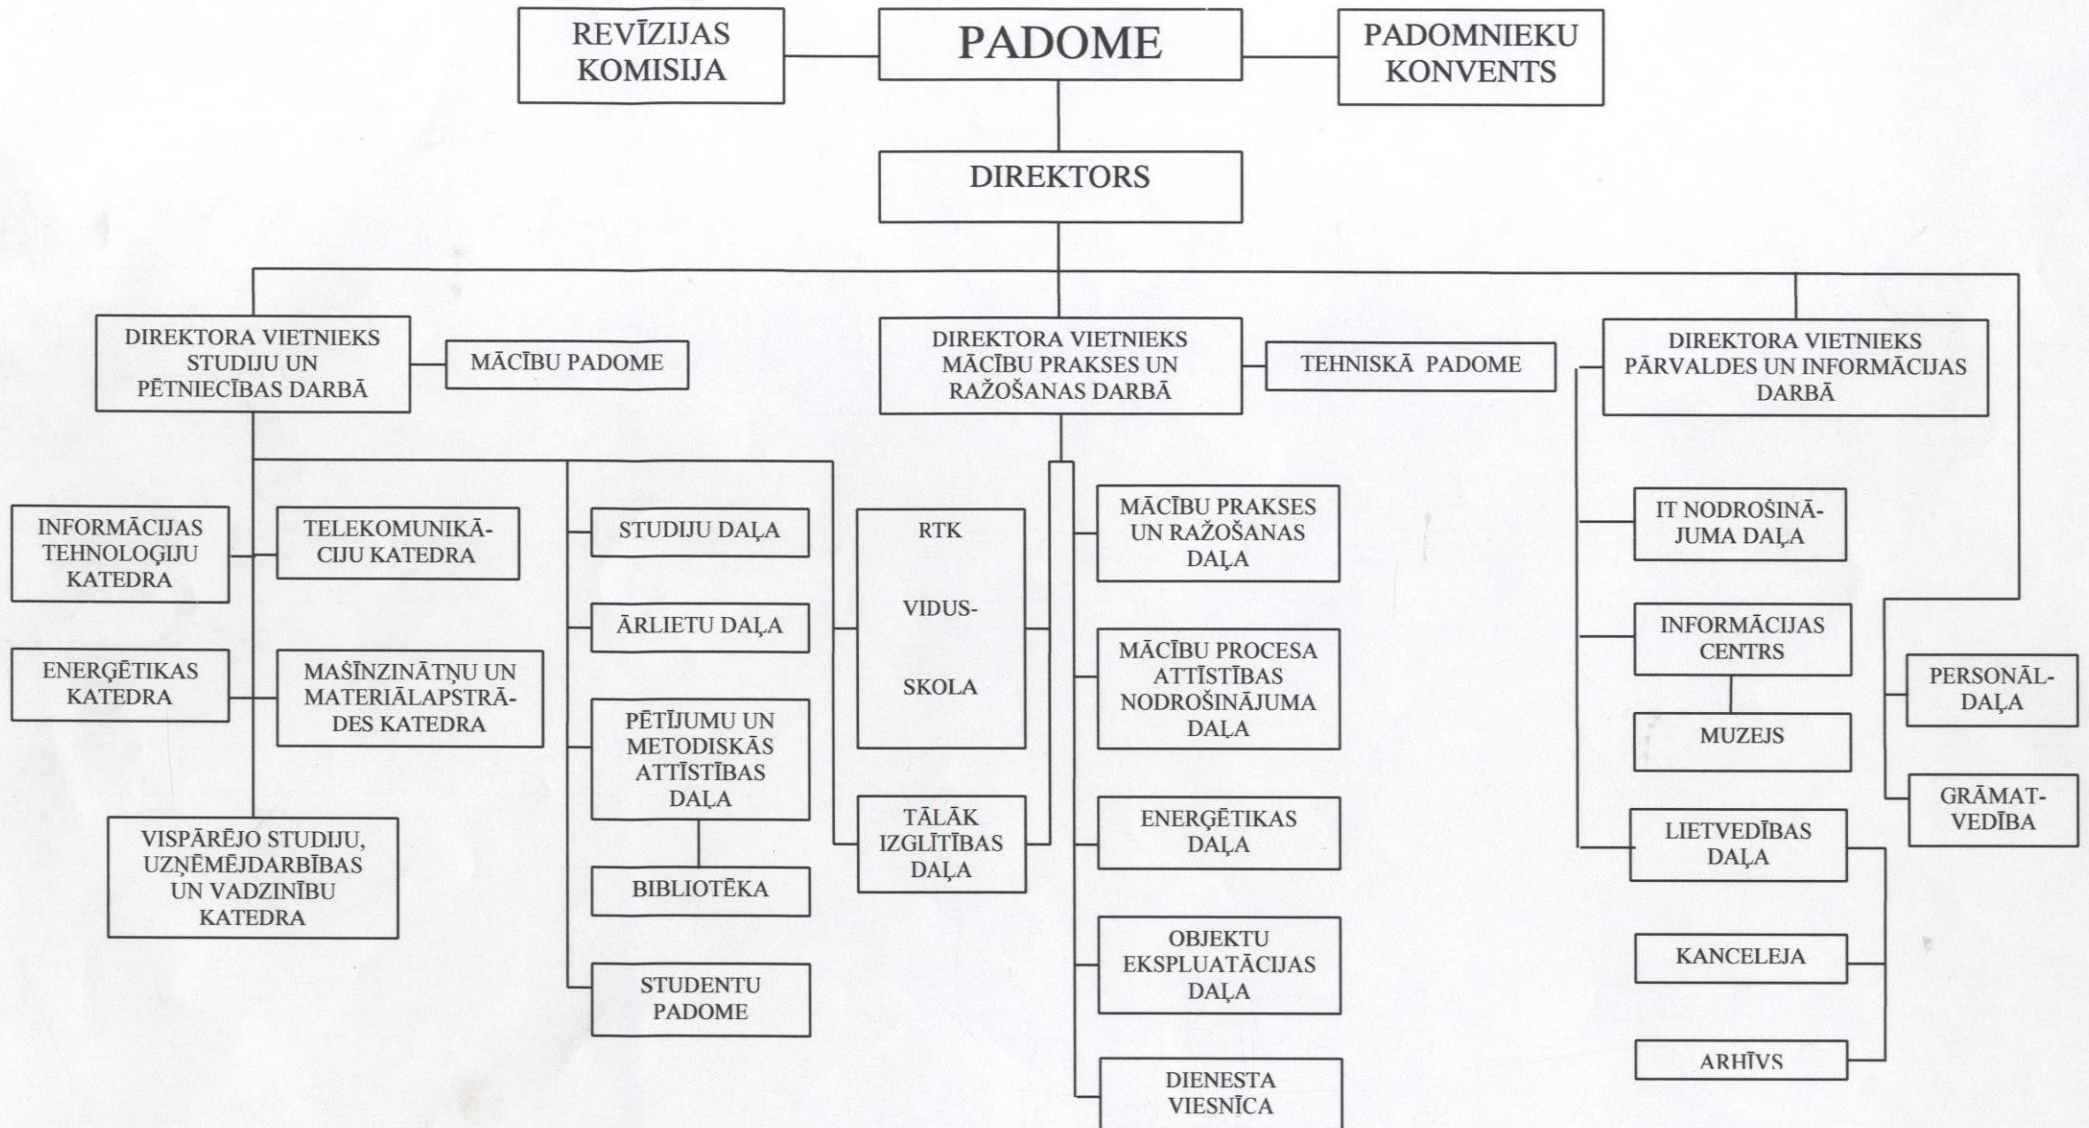 REVĪZIJAS
KOMISIJA
PADOME
PADOMNIEKU
KONVENTS
DIREKTORS
DIREKTORA VIETNIEKS
STUDIJU UN
PĒTNIECĪBAS DARBĀ
MĀCĪBU PADOME
DIREKTORA VIETNIEKS
MĀCĪBU PRAKSES UN
RAŽOŠANAS DARBĀ
TEHNISKĀ PADOME
DIREKTORA VIETNIEKS
PĀRVALDES UN INFORMĀCIJAS
DARBĀ
INFORMĀCIJAS
TEHNOLOĢIJU
KATEDRA
TELEKOMUNIKĀ-
CIJU KATEDRA
ENERĢĒTIKAS
KATEDRA
MAŠĪNZINĀTŅU UN
MATERIĀLAPSTRĀ-
DES KATEDRA
VISPĀRĒJO STUDIJU,
UZŅĒMĒJDARBĪBAS
UN VADZINĪBU
KATEDRA
STUDIJU DAĻA
ĀRLIETU DAĻA
PĒTĪJUMU UN
METODISKĀS
ATTĪSTĪBAS
DAĻA
BIBLIOTĒKA
STUDENTU
PADOME
RTK
VIDUS-
SKOLA
TĀLĀK
IZGLĪTĪBAS
DAĻA
MĀCĪBU PRAKSES
UN RAŽOŠANAS
DAĻA
MĀCĪBU PROCESA
ATTĪSTĪBAS
NODROŠINĀJUMA
DAĻA
ENERĢĒTIKAS
DAĻA
OBJEKTU
EKSPLUATĀCIJAS
DAĻA
DIENESTA
VIESNĪCA
IT NODROŠINĀ-
JUMA DAĻA
INFORMĀCIJAS
CENTRS
MUZEJS
LIETVEDĪBAS
DAĻA
KANCELEJA
ARHĪVS
PERSONĀL-
DAĻA
GRĀMAT-
VEDĪBA